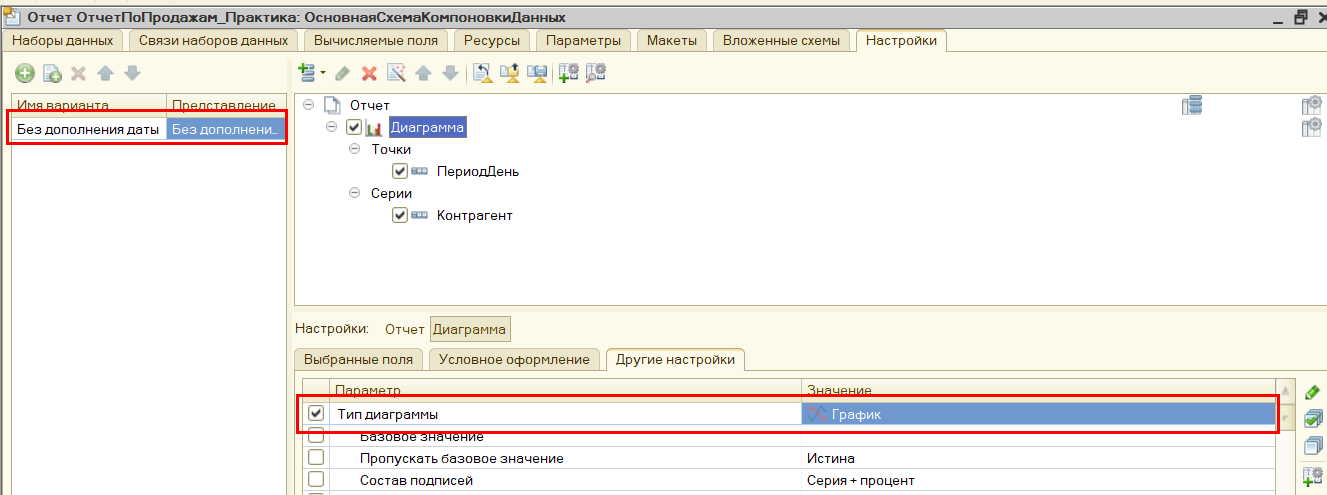 Отчет ОтчетПоПродажам_Практика: ОсновнаяСхемаКомпоновкиДанных
Наборы данных Связи наборов данных Вычисляемые поля Ресурсы Параметры Макеты Вложенные схемы Настройки
Имя варианта Представление
Без дополнения даты Без дополнени...
Отчет
Диаграмма
Точки
ПериодДень
Серии
Контрагент
Настройки: Отчет Диаграмма
Выбранные поля Условное оформление Другие настройки
Параметр Значение
Тип диаграммы График
Базовое значение
Пропускать базовое значение Истина
Состав подписей Серия + процент